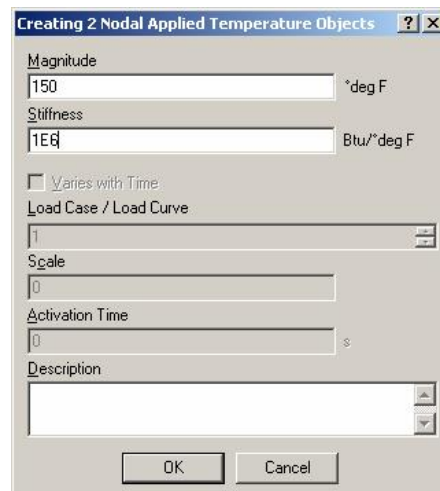 Creating 2 Nodal Applied Temperature Objects ? X
Magnitude
150 °deg F
Stiffness
1E6 Btu/°deg F
Varies with Time
Load Case / Load Curve
1
Scale
0
Activation Time
0 s
Description
OK Cancel